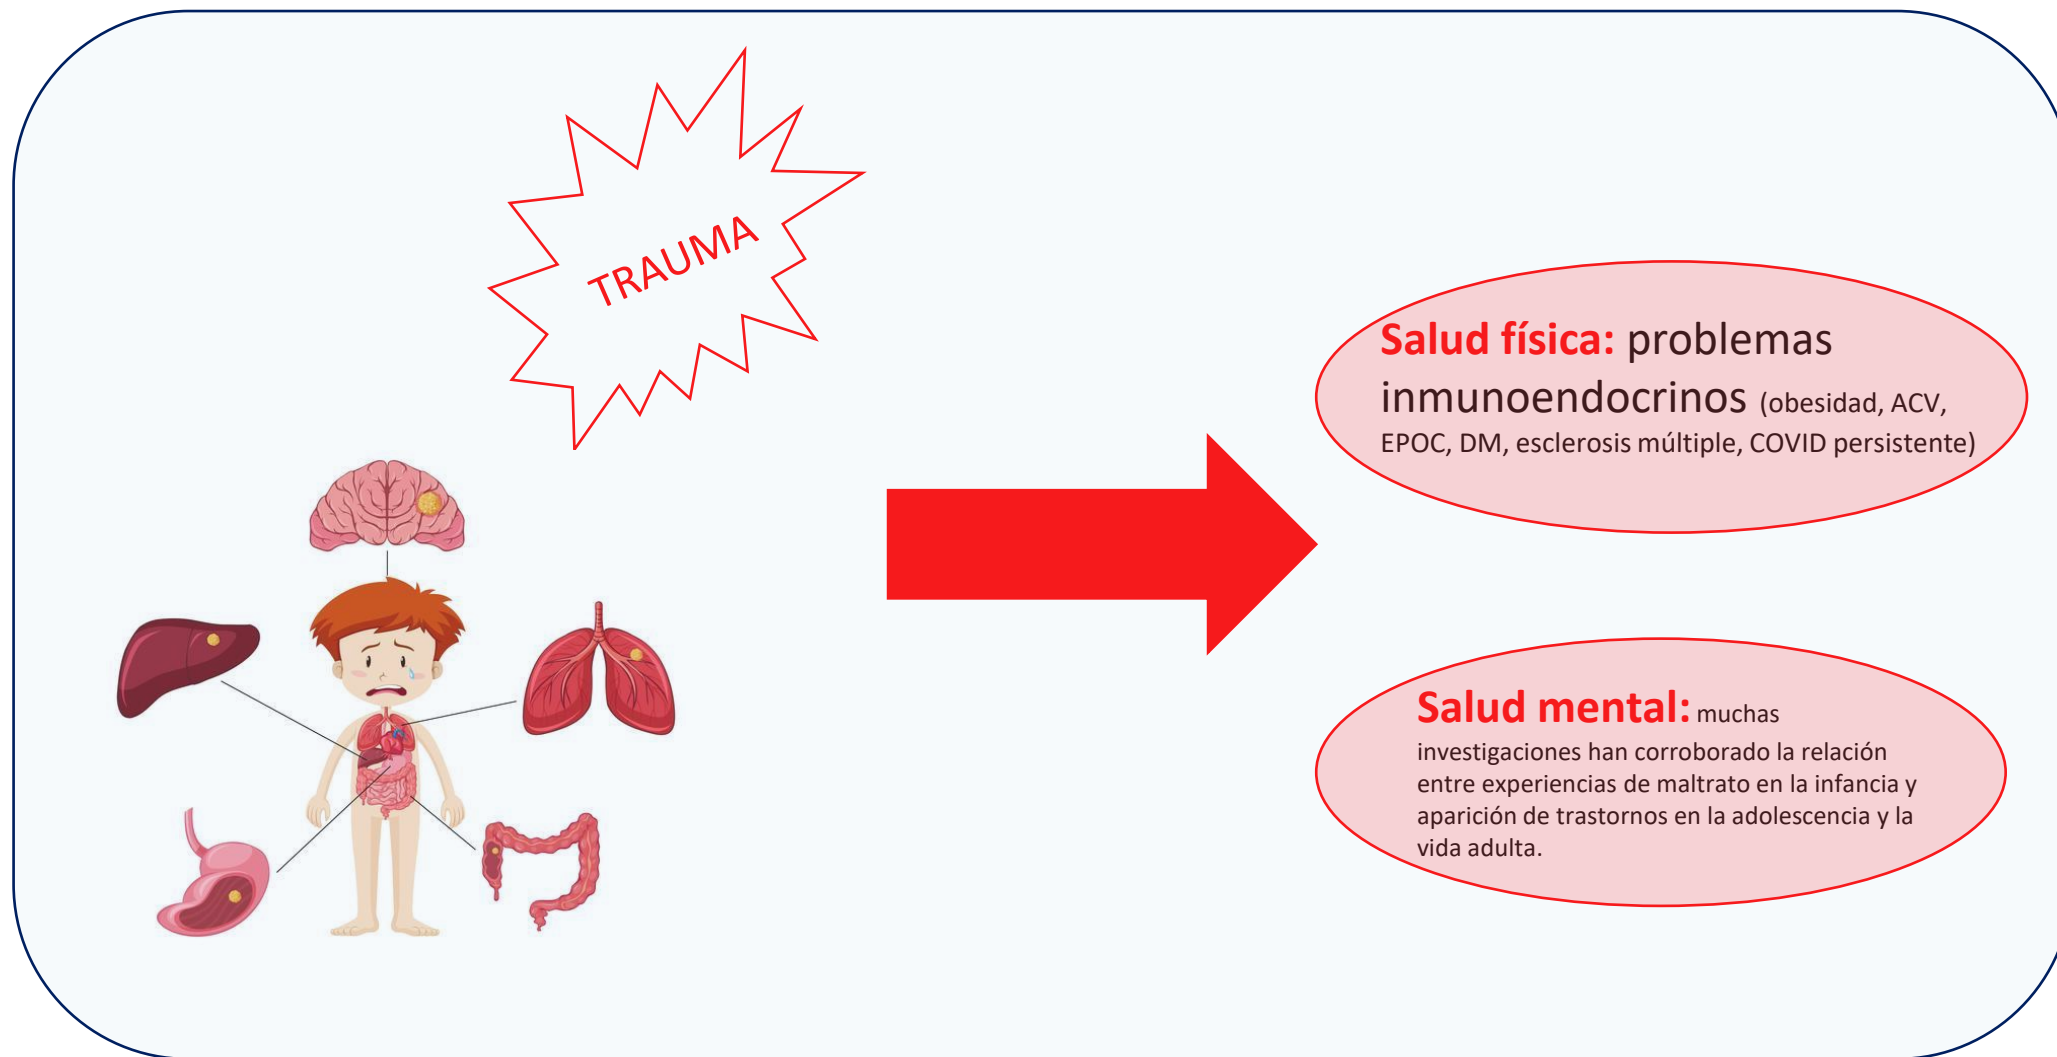 TRAUMA
Salud física: problemas
inmunoendocrinos (obesidad, ACV,
EPOC, DM, esclerosis múltiple, COVID persistente)
Salud mental: muchas
investigaciones han corroborado la relación
entre experiencias de maltrato en la infancia y
aparición de trastornos en la adolescencia y la
vida adulta.